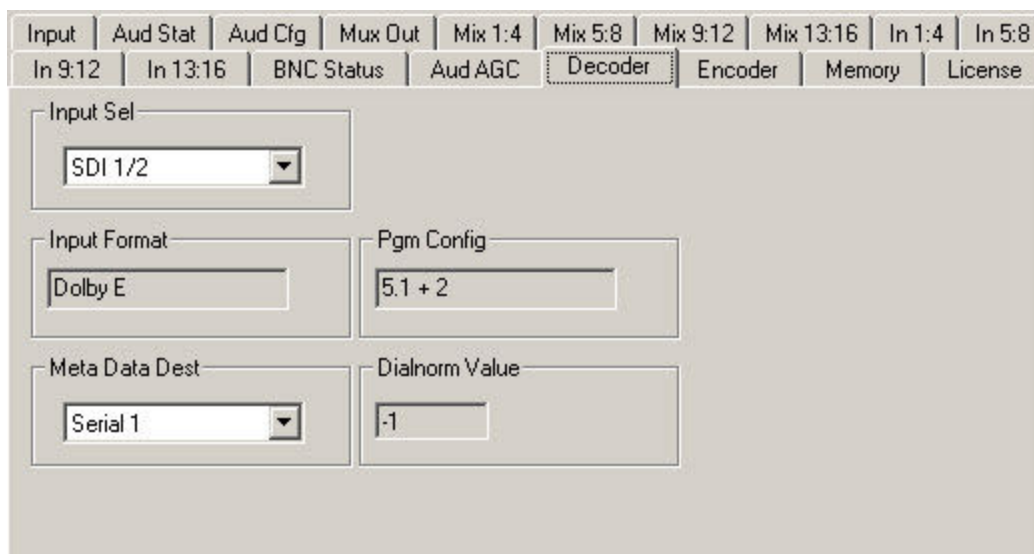 Input Aud Stat Aud Cfg Mux Out Mix 1:4 Mix 5:8 Mix 9:12 Mix 13:16 In 1:4 In 5:8
In 9:12 In 13:16 BNC Status Aud AGC Decoder Encoder Memory License
Input Sel
SDI 1/2
Input Format Pgm Config
Dolby E 5.1 + 2
Meta Data Dest Dialnorm Value
Serial 1 -1